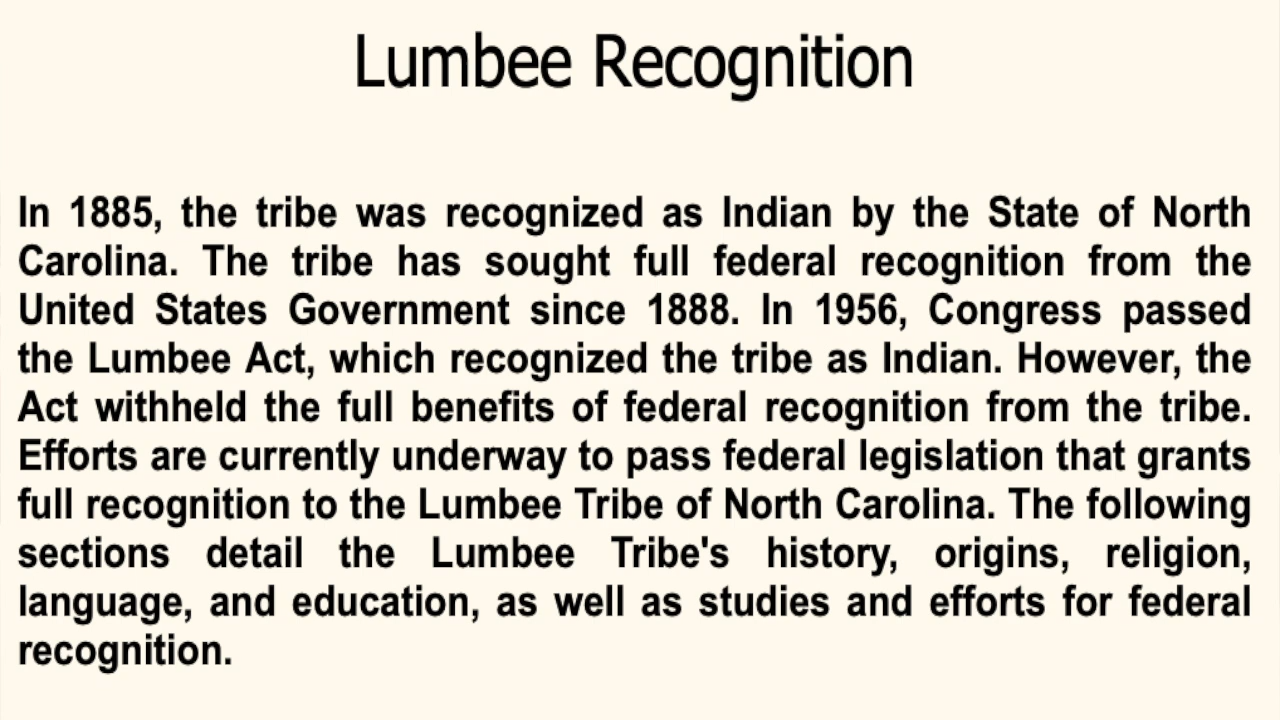 Lumbee Recognition
In 1885, the tribe was recognized as Indian by the State of North
Carolina. The tribe has sought full federal recognition from the
United States Government since 1888. In 1956, Congress passed
the Lumbee Act, which recognized the tribe as Indian. However, the
Act withheld the full benefits of federal recognition from the tribe.
Efforts are currently underway to pass federal legislation that grants
full recognition to the Lumbee Tribe of North Carolina. The following
sections detail the Lumbee Tribe's history, origins, religion,
language, and education, as well as studies and efforts for federal
recognition.